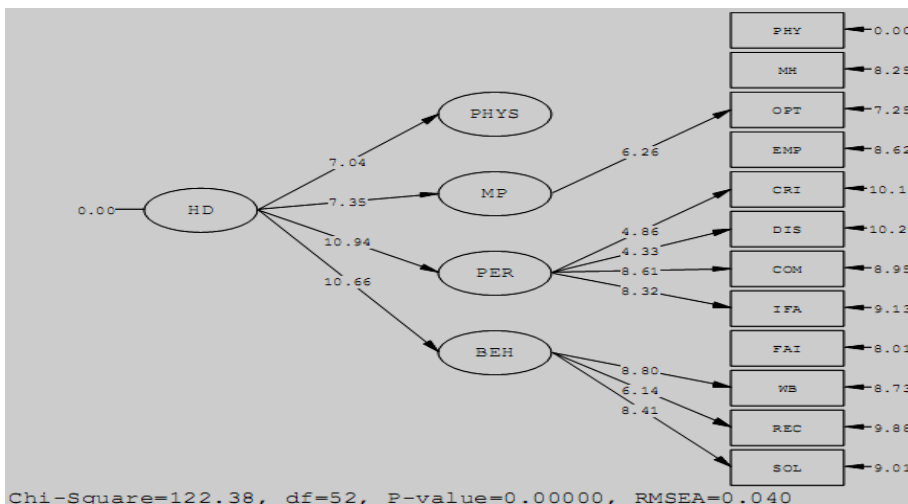 PHY
0.00
MH
8.25
OPT
7.25
PHYS
EMP
8.62
7.04
6.26
CRI
MP
7.35
0.00
HD
4.86
DIS
4.33
10.94
PER
8.61
COM
8.95
8.32
10.66
IFA
9.13
BEH
FAI
8.01
8.80
WB
8.73
6.14
REC
9.88
8.41
SOL
9.01
Chi-Square=122.38, df=52, P-value=0.00000, RMSEA=0.040